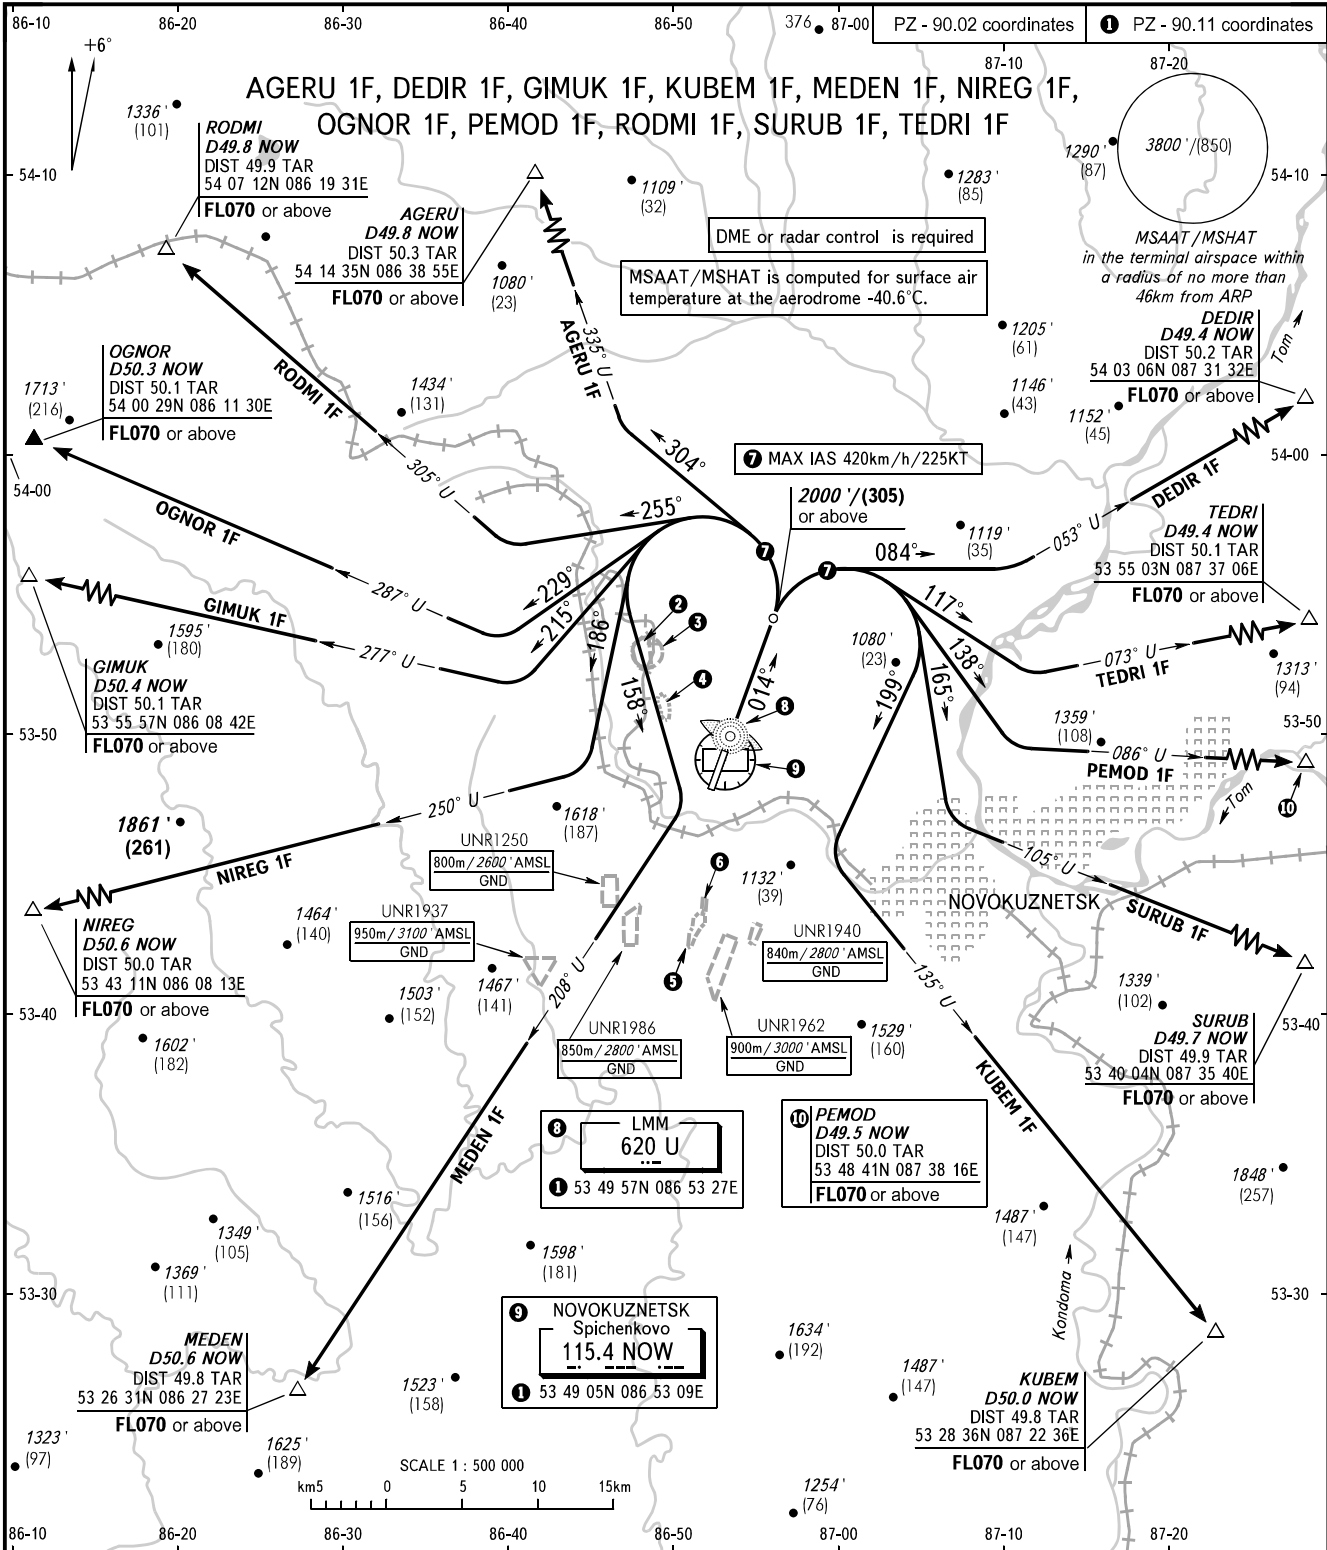 86-10
86-20
86-30
86-40
86-50
376
87-00
PZ - 90.02 coordinates
1 PZ - 90.11 coordinates
87-10
87-20
+6°
AGERU 1F, DEDIR 1F, GIMUK 1F, KUBEM 1F, MEDEN 1F, NIREG 1F,
OGNOR 1F, PEMOD 1F, RODMI 1F, SURUB 1F, TEDRI 1F
1336'
(101)
RODMI
D49.8 NOW
DIST 49.9 TAR
54 07 12N 086 19 31E
FL070 or above
54-10
AGERU
D49.8 NOW
DIST 50.3 TAR
54 14 35N 086 38 55E
FL070 or above
1109'
(32)
1080'
(23)
1283'
(85)
1290'
(87)
3800'/(850)
54-10
DME or radar control is required
MSAAT/MSHAT is computed for surface air
temperature at the aerodrome -40.6°C.
MSAAT/MSHAT
in the terminal airspace within
a radius of no more than
46km from ARP
DEDIR
D49.4 NOW
DIST 50.2 TAR
54 03 06N 087 31 32E
FL070 or above
Tom
1205'
(61)
1146'
(43)
1152'
(45)
OGNOR
D50.3 NOW
DIST 50.1 TAR
54 00 29N 086 11 30E
FL070 or above
1713'
(216)
1434'
(131)
RODMI 1F
335° U
AGERU 1F
304°
305° U
54-00
54-00
7 MAX IAS 420km/h/225KT
2000'/(305)
or above
DEDIR 1F
053° U
1119'
(35)
084°
TEDRI
D49.4 NOW
DIST 50.1 TAR
53 55 03N 087 37 06E
FL070 or above
OGNOR 1F
255°
7
7
287° U
229°
GIMUK 1F
277° U
215°
186°
158°
2
3
4
014°
8
9
117°
138°
165°
199°
1080'
(23)
073° U
TEDRI 1F
1313'
(94)
1595'
(180)
GIMUK
D50.4 NOW
DIST 50.1 TAR
53 55 57N 086 08 42E
FL070 or above
53-50
53-50
1359'
(108)
086° U
PEMOD 1F
10
Tom
1861'
(261)
250° U
NIREG 1F
1618'
(187)
UNR1250
800m/2600'AMSL
GND
6
1132'
(39)
105° U
NOVOKUZNETSK
SURUB 1F
NIREG
D50.6 NOW
DIST 50.0 TAR
53 43 11N 086 08 13E
FL070 or above
1464'
(140)
UNR1937
950m/3100'AMSL
GND
1467'
(141)
1503'
(152)
208° U
5
UNR1940
840m/2800'AMSL
GND
135° U
1339'
(102)
53-40
53-40
1602'
(182)
UNR1986
850m/2800'AMSL
GND
UNR1962
900m/3000'AMSL
GND
1529'
(160)
SURUB
D49.7 NOW
DIST 49.9 TAR
53 40 04N 087 35 40E
FL070 or above
KUBEM 1F
MEDEN 1F
8 LMM
620 U
1 53 49 57N 086 53 27E
10 PEMOD
D49.5 NOW
DIST 50.0 TAR
53 48 41N 087 38 16E
FL070 or above
1848'
(257)
1516'
(156)
1349'
(105)
1369'
(111)
1598'
(181)
1487'
(147)
Kondoma
53-30
53-30
9 NOVOKUZNETSK
Spichenkovo
115.4 NOW
1 53 49 05N 086 53 09E
MEDEN
D50.6 NOW
DIST 49.8 TAR
53 26 31N 086 27 23E
FL070 or above
1634'
(192)
1487'
(147)
1523'
(158)
KUBEM
D50.0 NOW
DIST 49.8 TAR
53 28 36N 087 22 36E
FL070 or above
1323'
(97)
1625'
(189)
SCALE 1 : 500 000
km5 0 5 10 15km
1254'
(76)
86-10
86-20
86-30
86-40
86-50
87-00
87-10
87-20